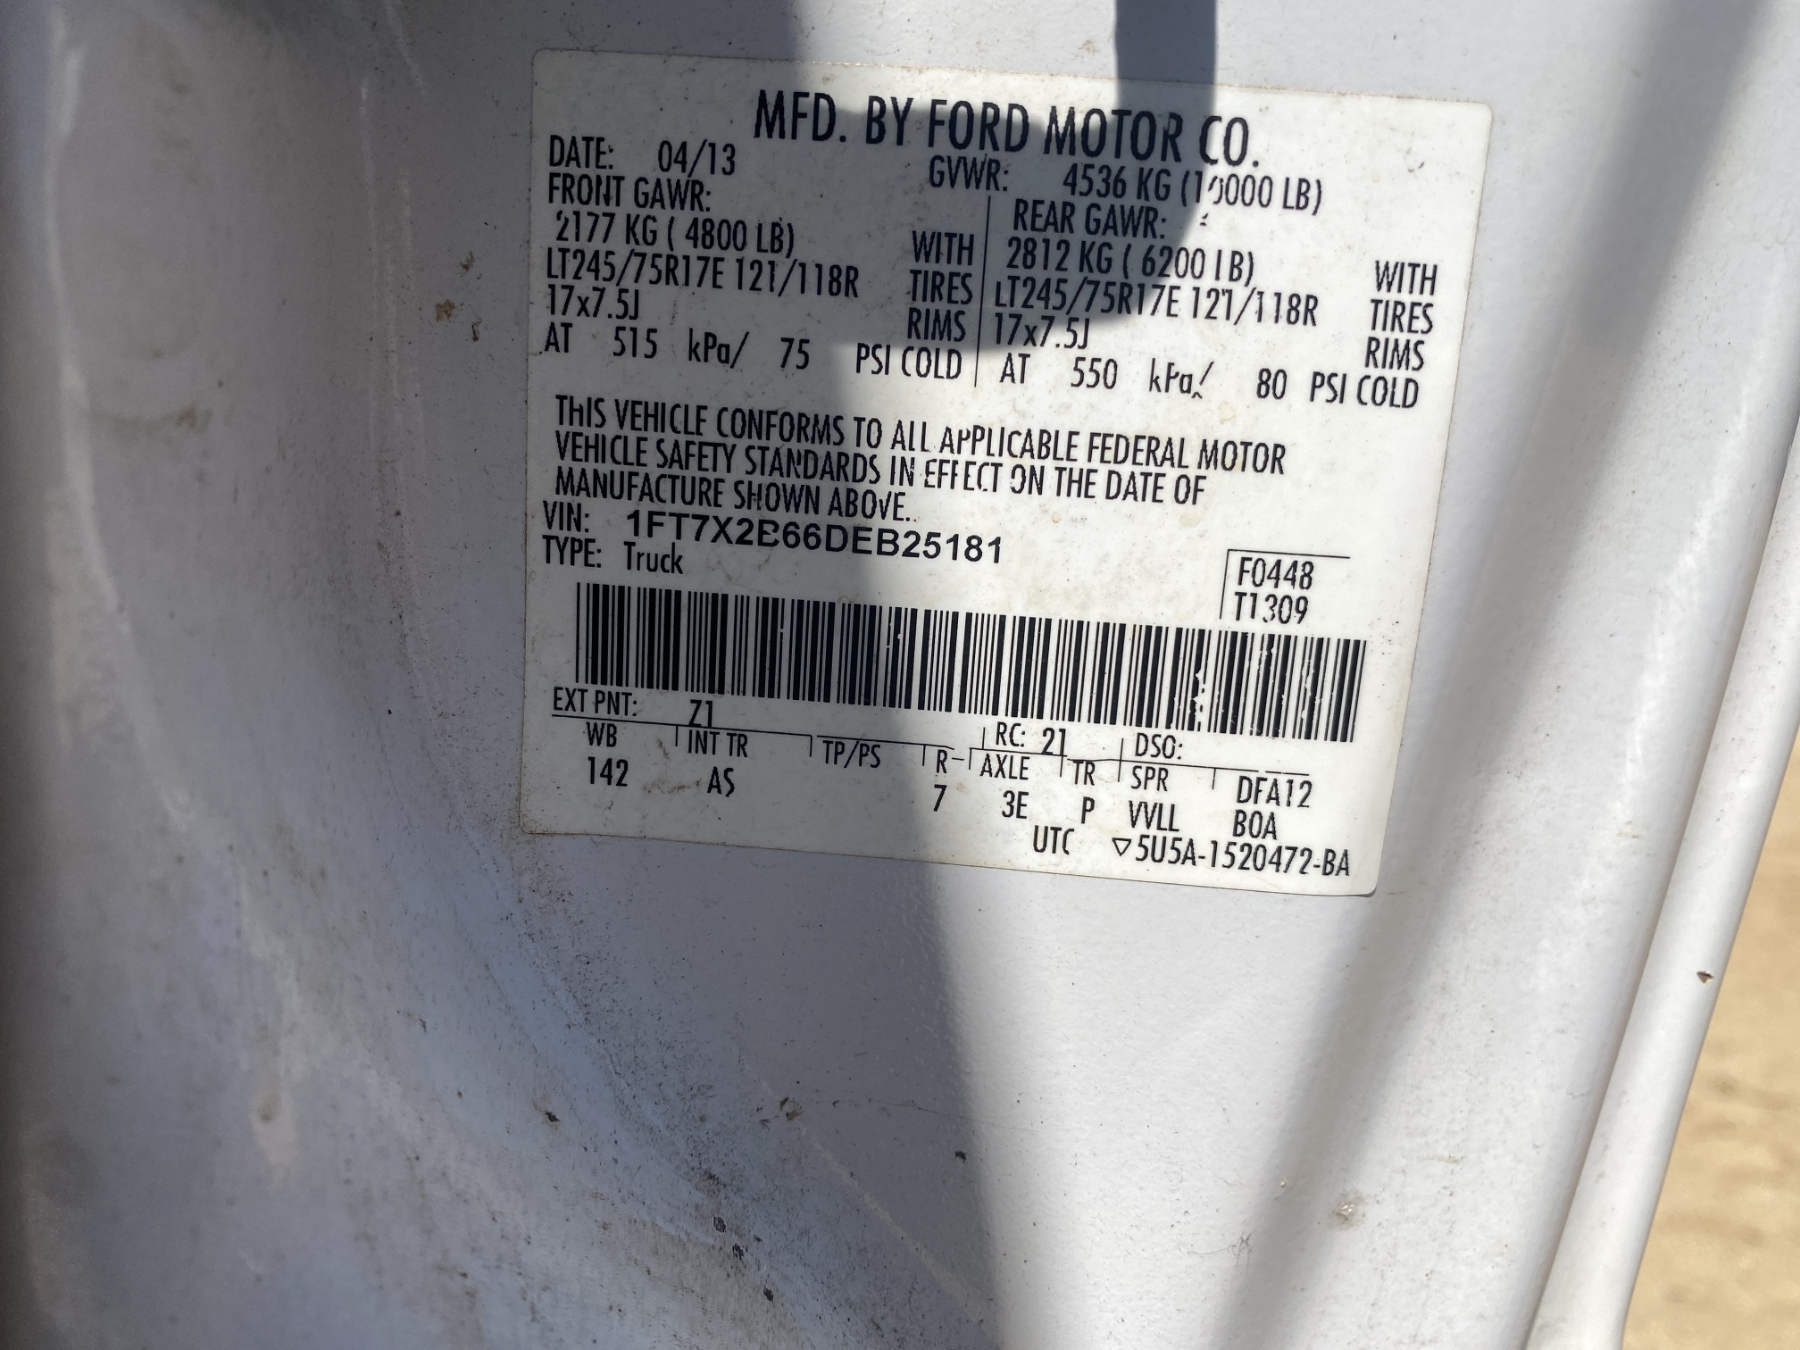 MFD. BY FORD MOTOR CO.
DATE: 04/13 GVWR: 4536 KG (10000 LB)
FRONT GAWR: REAR GAWR:
2177 KG ( 4800 LB) WITH 2812 KG ( 6200 LB) WITH
LT245/75R17E 121/118R TIRES LT245/75R17E 121/118R TIRES
17x7.5J RIMS 17x7.5J RIMS
AT 515 kPa/ 75 PSI COLD AT 550 kPa/ 80 PSI COLD
THIS VEHICLE CONFORMS TO ALL APPLICABLE FEDERAL MOTOR
VEHICLE SAFETY STANDARDS IN EFFECT ON THE DATE OF
MANUFACTURE SHOWN ABOVE.
VIN: 1FT7X2B66DEB25181
TYPE: Truck
F0448
T1309
EXT PNT: Z1 RC: 21 DSO:
WB INT TR TP/PS R AXLE TR SPR DFA12
142 AS 7 3E P VVLL BOA
UTC ▽5U5A-1520472-BA